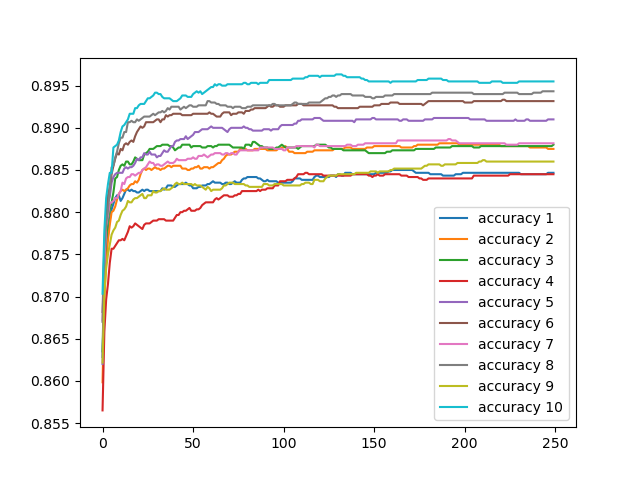 0.895
0.890
0.885
0.880
0.875
0.870
0.865
0.860
0.855
0
50
100
150
200
250
accuracy 1
accuracy 2
accuracy 3
accuracy 4
accuracy 5
accuracy 6
accuracy 7
accuracy 8
accuracy 9
accuracy 10